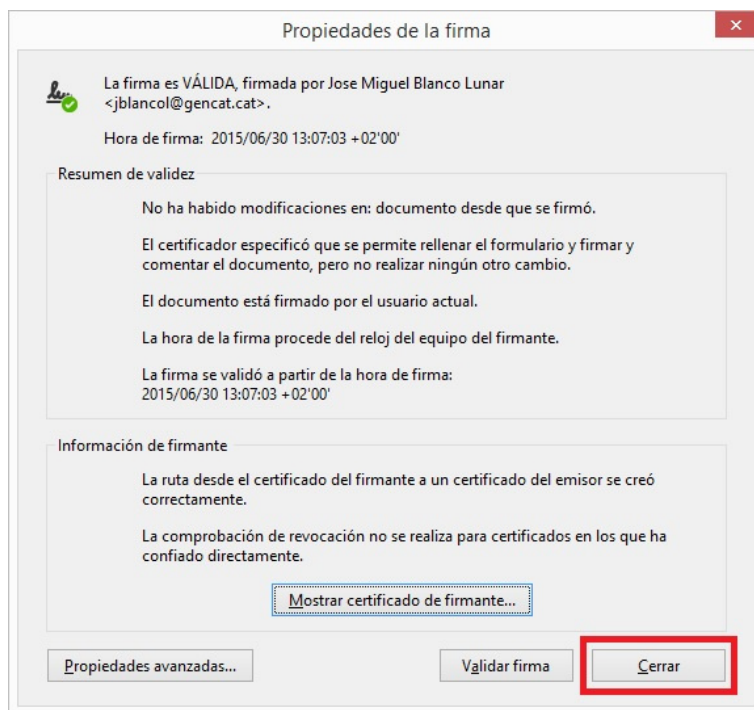 Propiedades de la firma
La firma es VÁLIDA, firmada por Jose Miguel Blanco Lunar
<jblancol@gencat.cat>.
Hora de firma: 2015/06/30 13:07:03 +02'00'
Resumen de validez
No ha habido modificaciones en: documento desde que se firmó.
El certificador especificó que se permite rellenar el formulario y firmar y
comentar el documento, pero no realizar ningún otro cambio.
El documento está firmado por el usuario actual.
La hora de la firma procede del reloj del equipo del firmante.
La firma se validó a partir de la hora de firma:
2015/06/30 13:07:03 +02'00'
Información de firmante
La ruta desde el certificado del firmante a un certificado del emisor se creó
correctamente.
La comprobación de revocación no se realiza para certificados en los que ha
confiado directamente.
Mostrar certificado de firmante...
Propiedades avanzadas...
Validar firma
Cerrar